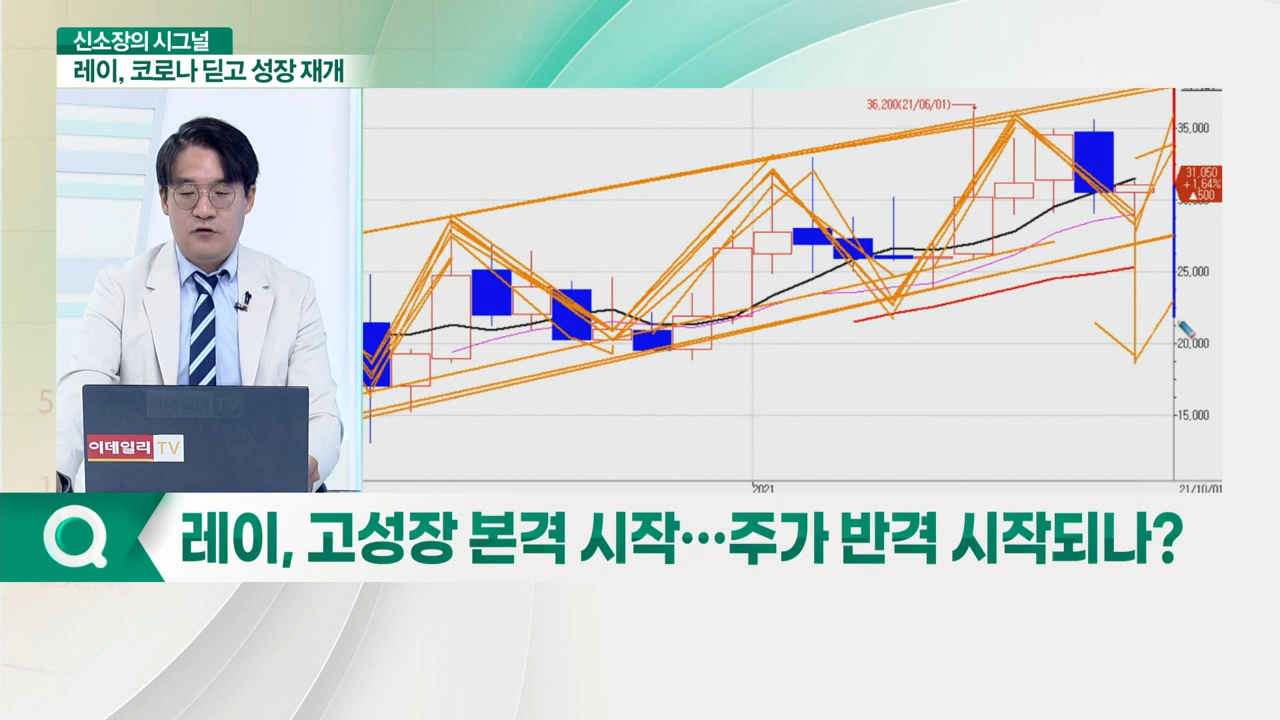 신소장의 시그널
레이, 코로나 딛고 성장 재개
36,200(21/06/01)
35,000
31,050
+1,64%
▲500
25,000
20,000
15,000
이데일리 TV
2021
21/10/01
레이, 고성장 본격 시작…주가 반격 시작되나?